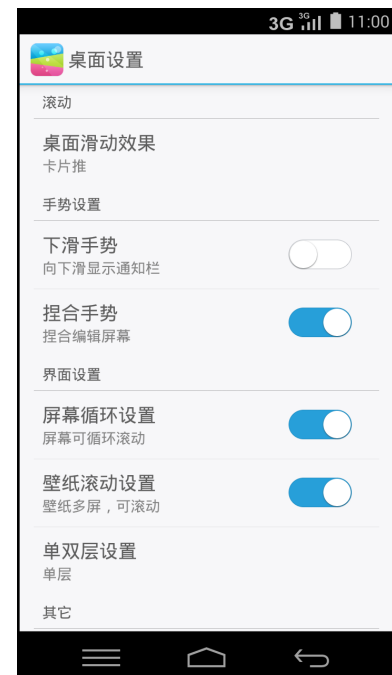 3G 3G 11:00
桌面设置
滚动
桌面滑动效果
卡片推
手势设置
下滑手势
向下滑显示通知栏
捏合手势
捏合编辑屏幕
界面设置
屏幕循环设置
屏幕可循环滚动
壁纸滚动设置
壁纸多屏，可滚动
单双层设置
单层
其它